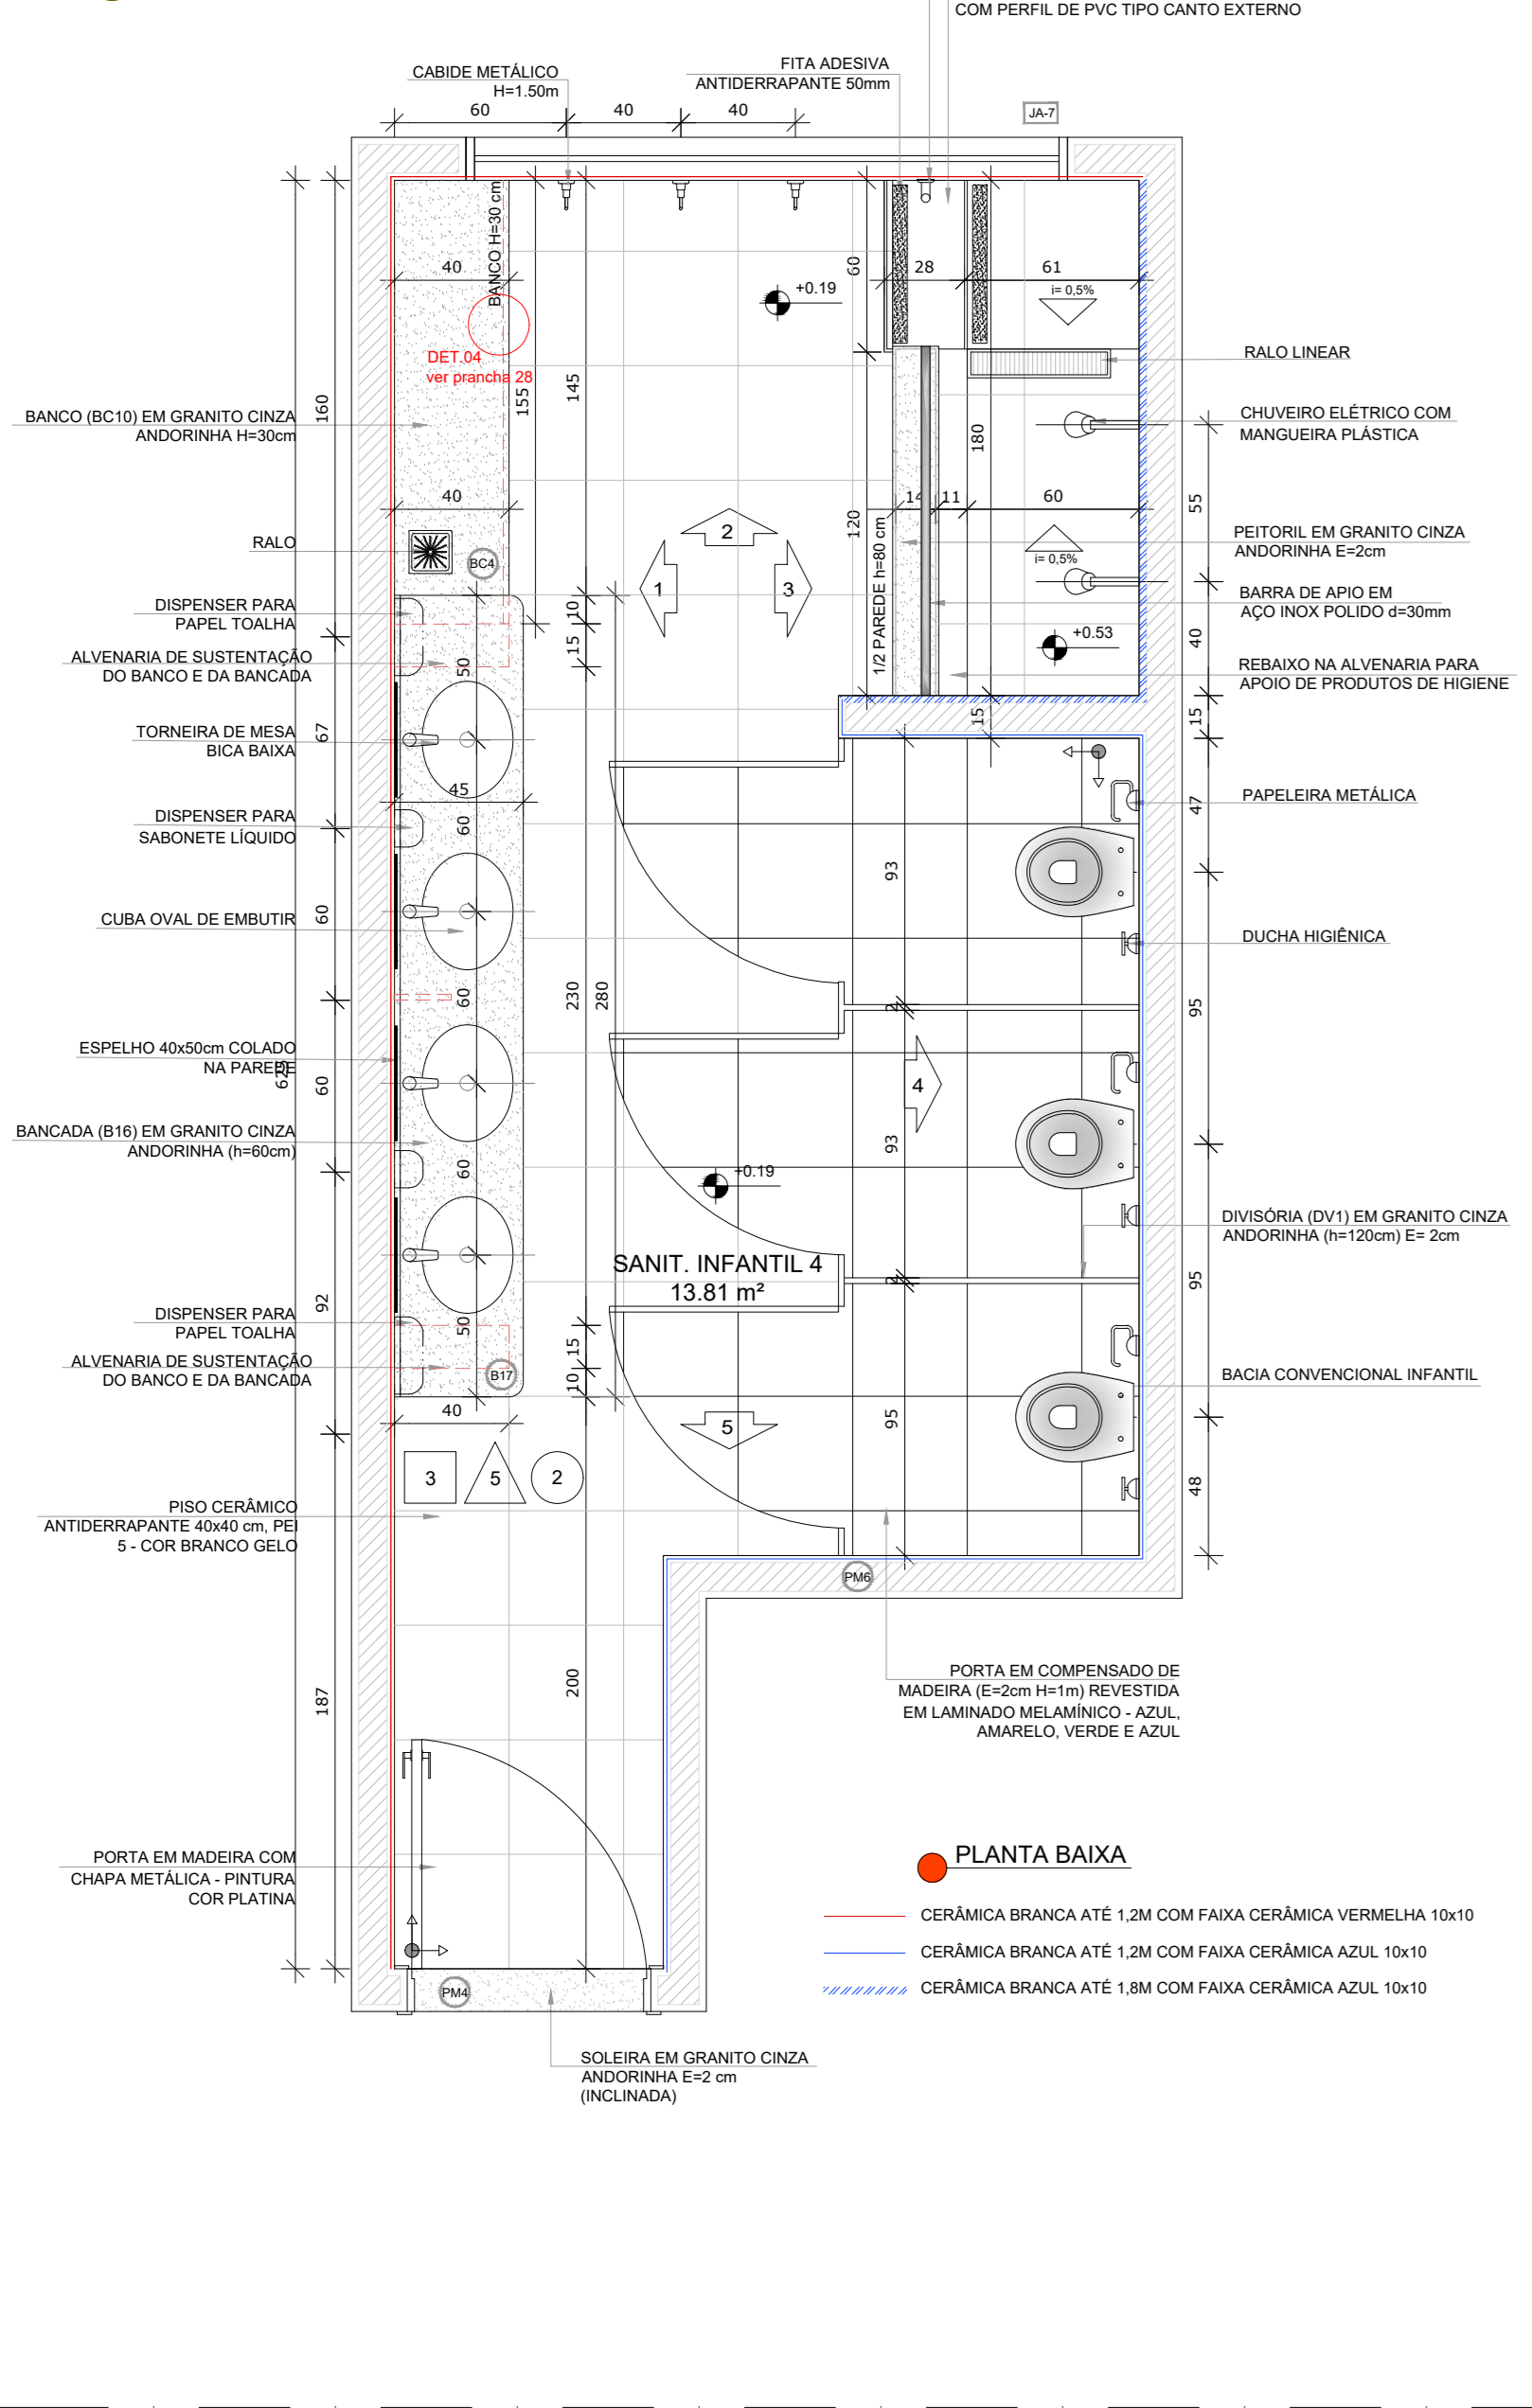 COM PERFIL DE PVC TIPO CANTO EXTERNO
CABIDE METÁLICO
H=1.50m
FITA ADESIVA
ANTIDERRAPANTE 50mm
60
40
40
JA-7
BANCO H=30 cm
40
60
28
61
+0.19
i= 0,5%
DET.04
ver prancha 28
RALO LINEAR
BANCO (BC10) EM GRANITO CINZA
ANDORINHA H=30cm
160
155
145
180
CHUVEIRO ELÉTRICO COM
MANGUEIRA PLÁSTICA
40
14
11
60
55
120
1/2 PAREDE h=80 cm
RALO
BC4
2
1
3
i= 0,5%
PEITORIL EM GRANITO CINZA
ANDORINHA E=2cm
DISPENSER PARA
PAPEL TOALHA
10
BARRA DE APIO EM
AÇO INOX POLIDO d=30mm
+0.53
40
ALVENARIA DE SUSTENTAÇÃO
DO BANCO E DA BANCADA
50
15
REBAIXO NA ALVENARIA PARA
APOIO DE PRODUTOS DE HIGIENE
TORNEIRA DE MESA
BICA BAIXA
67
15
15
45
PAPELEIRA METÁLICA
47
DISPENSER PARA
SABONETE LÍQUIDO
60
93
CUBA OVAL DE EMBUTIR
60
DUCHA HIGIÊNICA
60
230
280
2
95
ESPELHO 40x50cm COLADO
NA PAREDE
625
60
4
BANCADA (B16) EM GRANITO CINZA
ANDORINHA (h=60cm)
60
93
+0.19
DIVISÓRIA (DV1) EM GRANITO CINZA
ANDORINHA (h=120cm) E= 2cm
SANIT. INFANTIL 4
13.81 m²
2
95
92
DISPENSER PARA
PAPEL TOALHA
50
15
ALVENARIA DE SUSTENTAÇÃO
DO BANCO E DA BANCADA
B17
10
BACIA CONVENCIONAL INFANTIL
40
5
95
3
5
2
48
PISO CERÂMICO
ANTIDERRAPANTE 40x40 cm, PEI
5 - COR BRANCO GELO
PM6
187
200
PORTA EM COMPENSADO DE
MADEIRA (E=2cm H=1m) REVESTIDA
EM LAMINADO MELAMÍNICO - AZUL,
AMARELO, VERDE E AZUL
PORTA EM MADEIRA COM
CHAPA METÁLICA - PINTURA
COR PLATINA
PLANTA BAIXA
CERÂMICA BRANCA ATÉ 1,2M COM FAIXA CERÂMICA VERMELHA 10x10
CERÂMICA BRANCA ATÉ 1,2M COM FAIXA CERÂMICA AZUL 10x10
CERÂMICA BRANCA ATÉ 1,8M COM FAIXA CERÂMICA AZUL 10x10
PM4
SOLEIRA EM GRANITO CINZA
ANDORINHA E=2 cm
(INCLINADA)